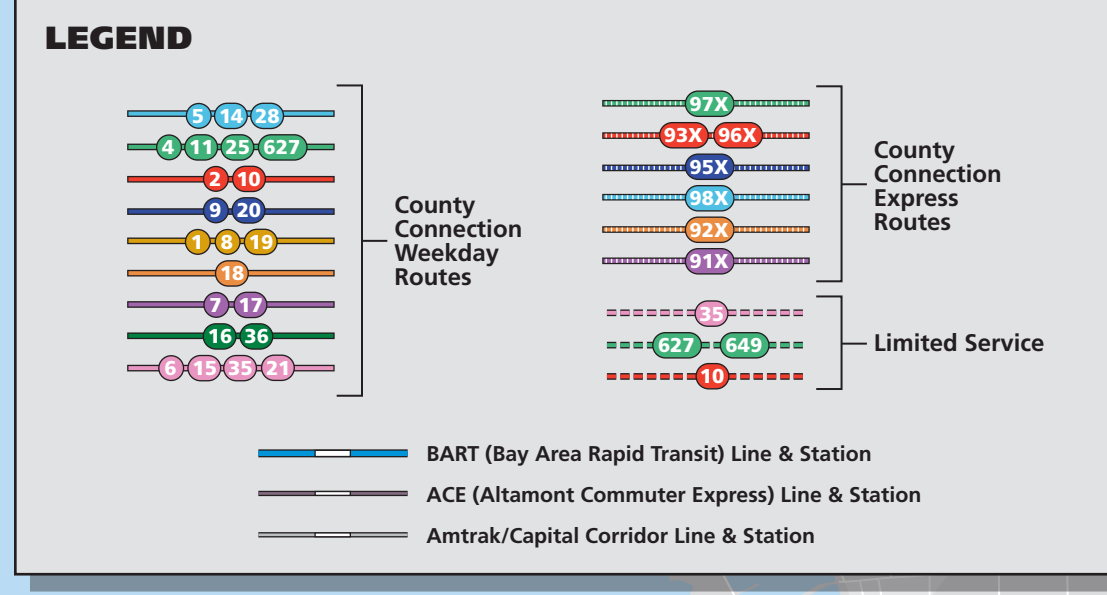 LEGEND
5 14 28
4 11 25 627
2 10
9 20
1 8 19
18
7 17
16 36
6 15 35 21
County
Connection
Weekday
Routes
97X
93X 96X
95X
98X
92X
91X
County
Connection
Express
Routes
35
627 649
10
Limited Service
BART (Bay Area Rapid Transit) Line & Station
ACE (Altamont Commuter Express) Line & Station
Amtrak/Capital Corridor Line & Station